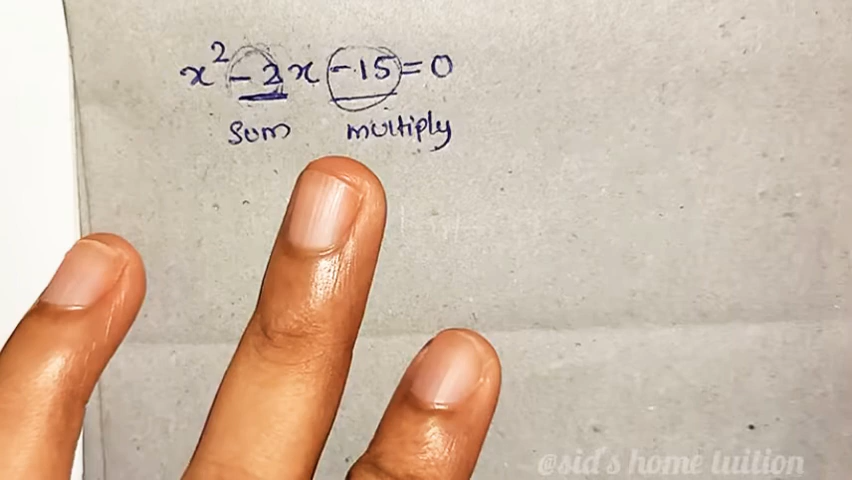 x² - 2x - 15 = 0
Sum multiply
@sid's home tuition